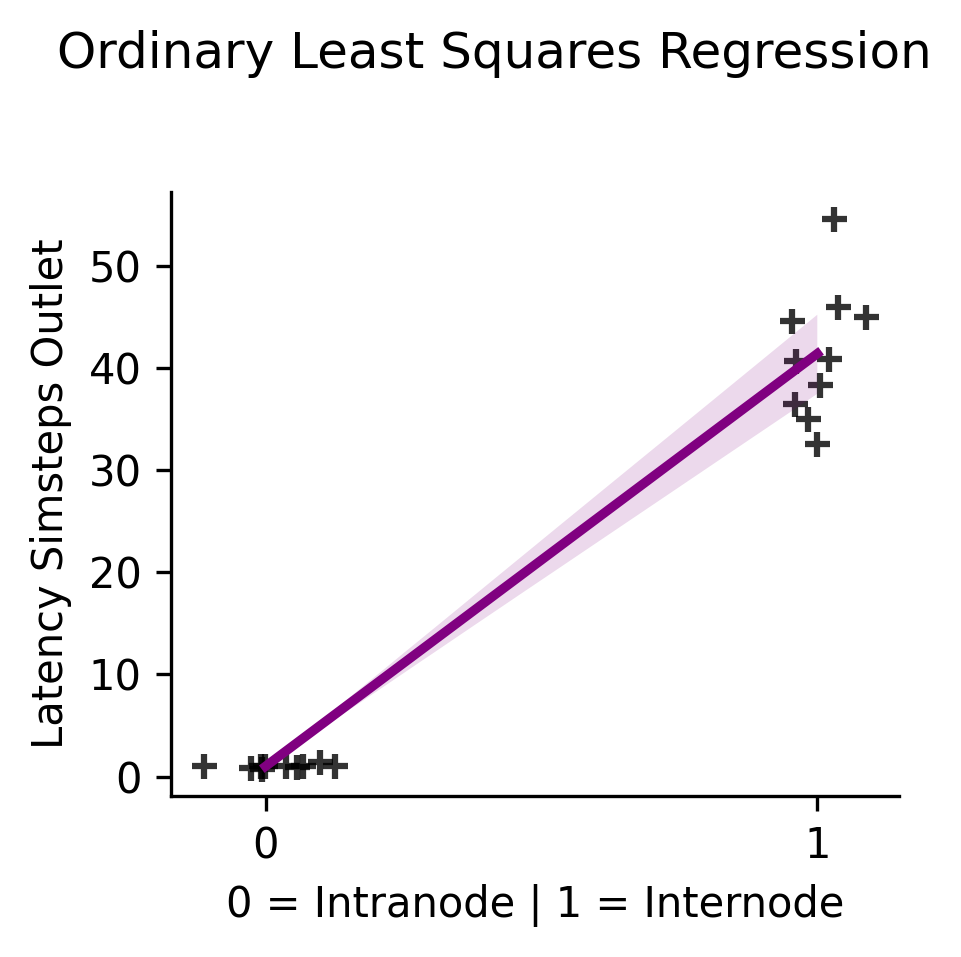 Ordinary Least Squares Regression
Latency Simsteps Outlet
50
40
30
20
10
0
0
1
0 = Intranode | 1 = Internode